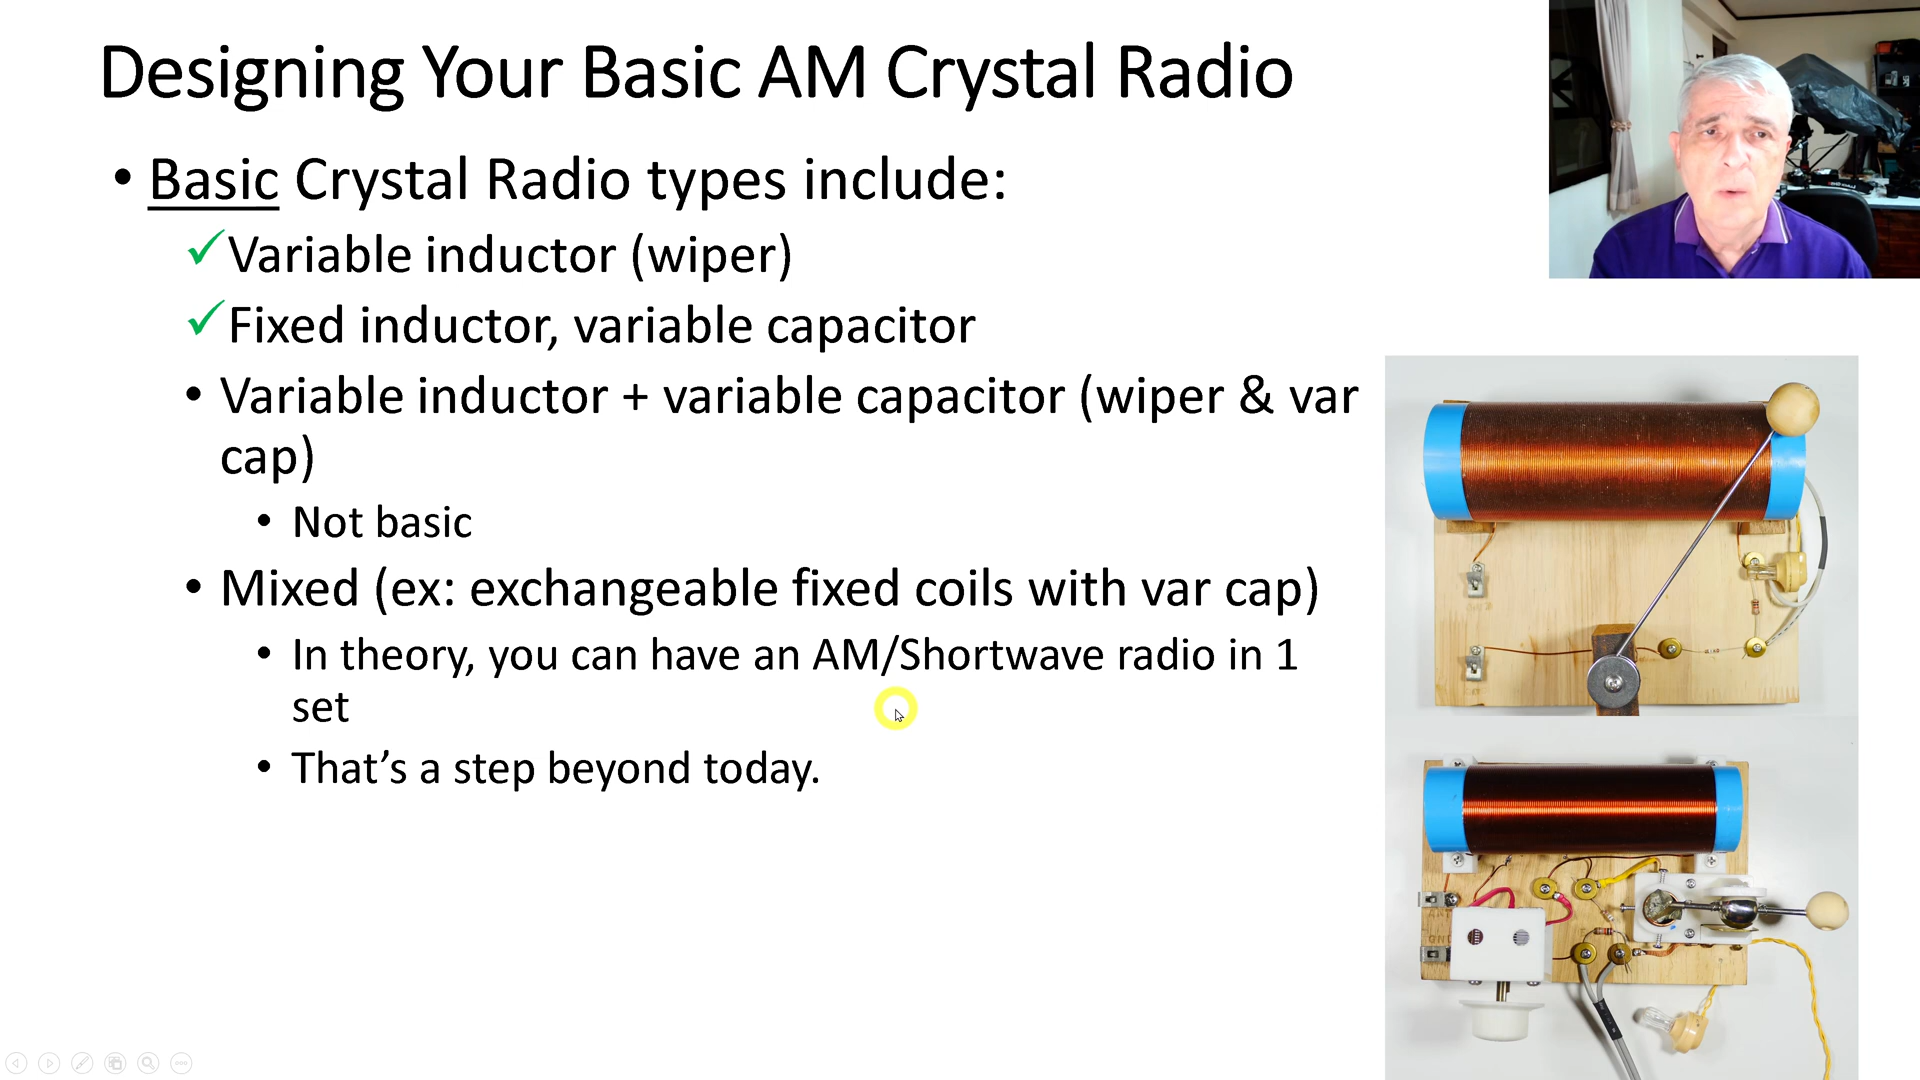 Designing Your Basic AM Crystal Radio
• Basic Crystal Radio types include:
✓Variable inductor (wiper)
✓Fixed inductor, variable capacitor
• Variable inductor + variable capacitor (wiper & var
cap)
• Not basic
• Mixed (ex: exchangeable fixed coils with var cap)
• In theory, you can have an AM/Shortwave radio in 1
set
• That’s a step beyond today.